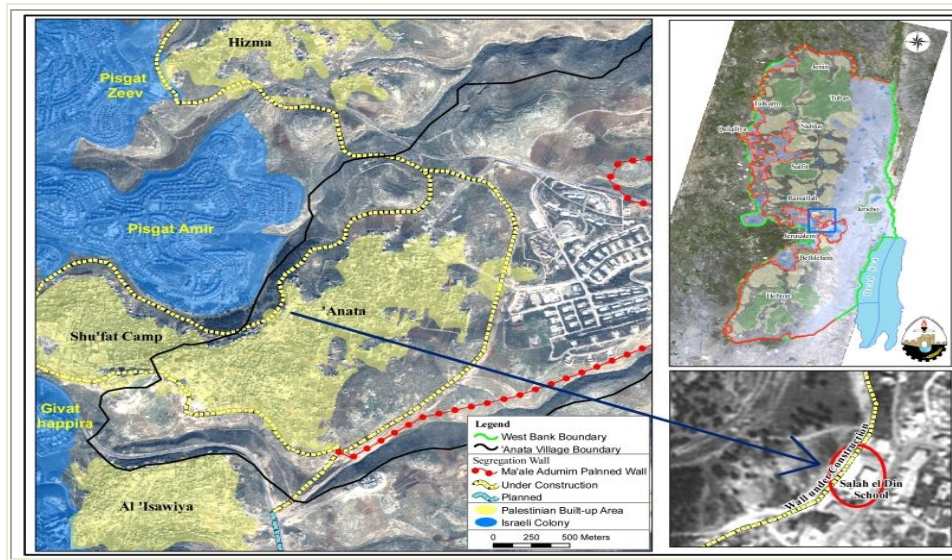 Hizma
Pisgat
Zeev
Pisgat Amir
'Anata
Shu'fat Camp
Givat
happira
Al 'Isawiya
Legend
West Bank Boundary
'Anata Village Boundary
Segregation Wall
Ma'ale Adumim Palnned Wall
Under Construction
Planned
Palestinian Built-up Area
Israeli Colony
0 250 500 Meters
Jenin
Tubas
Tulkarm
Qalqiliya
Nablus
Salfit
Ramallah
Jericho
Jerusalem
Bethlehem
Hebron
Dead Sea
Wall under Construction
Salah el Din
School